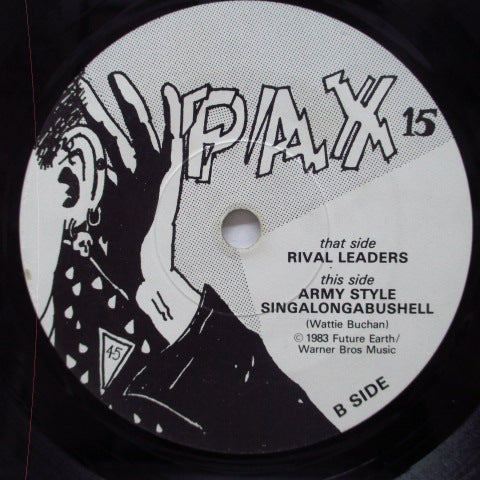 PAX 15
that side
RIVAL LEADERS
this side
ARMY STYLE
SINGALONGABUSHELL
(Wattie Buchan)
© 1983 Future Earth/
Warner Bros Music
B SIDE
45